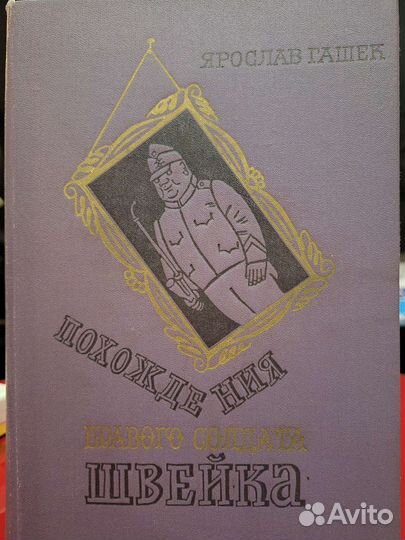 ЯРОСЛАВ ГАШЕК
ПОХОЖДЕНИЯ
БРАВОГО СОЛДАТА
ШВЕЙКА
Avito